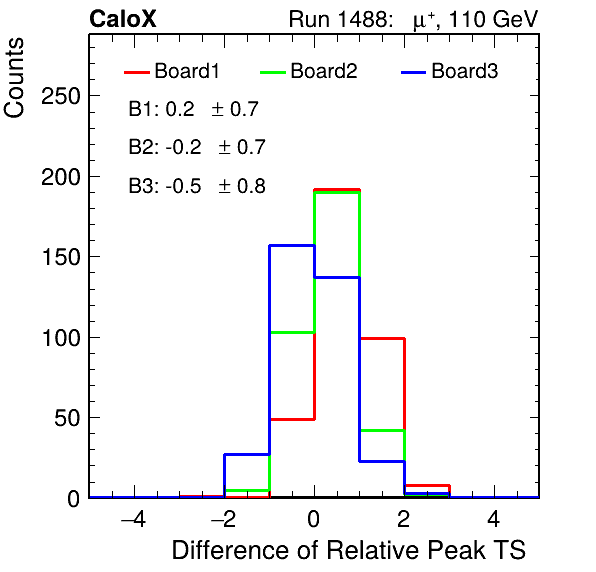 CaloX Run 1488: μ⁺, 110 GeV
Counts
Board1 Board2 Board3
B1: 0.2 ± 0.7
B2: -0.2 ± 0.7
B3: -0.5 ± 0.8
250
200
150
100
50
0
−4 −2 0 2 4
Difference of Relative Peak TS